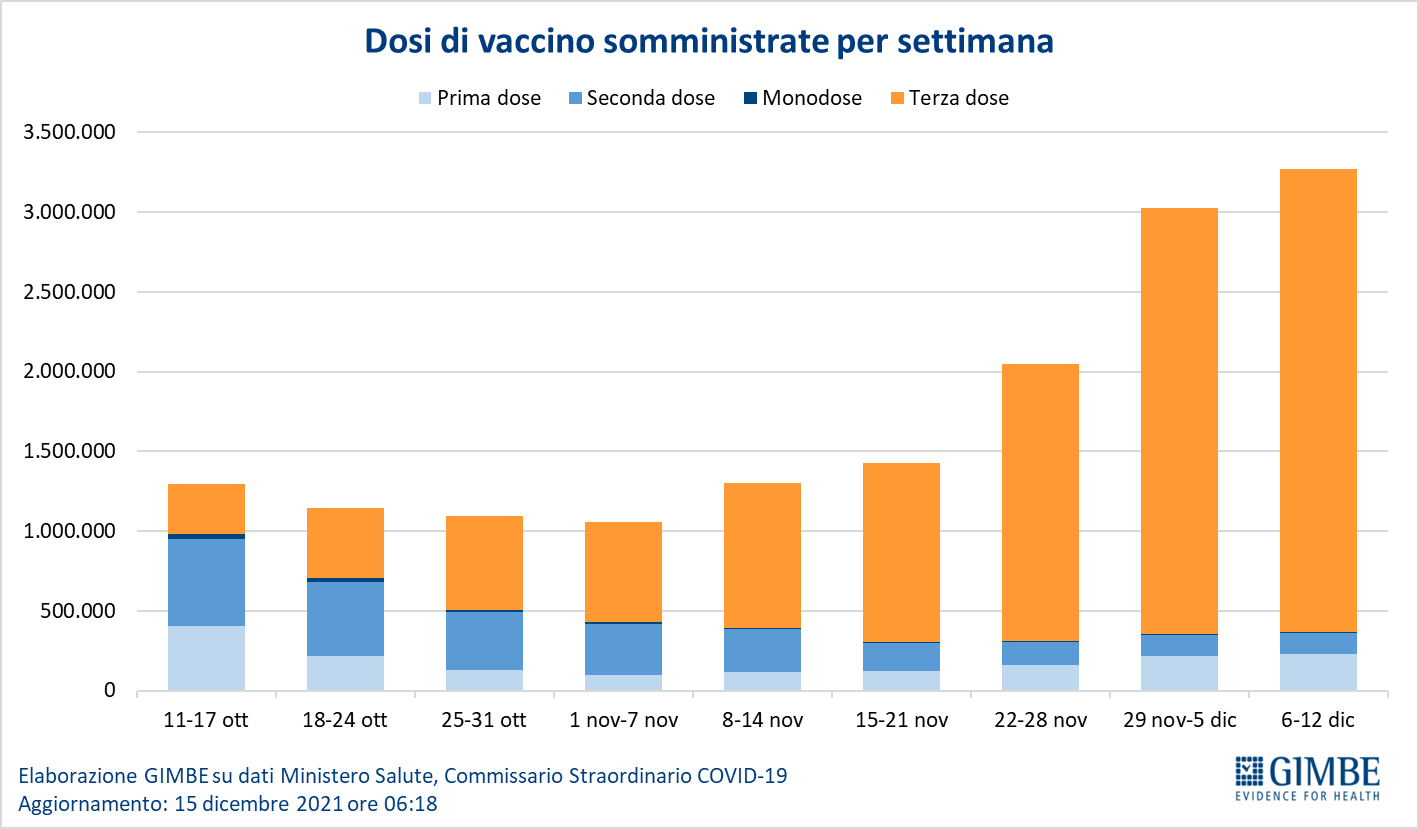 Dosi di vaccino somministrate per settimana
Prima dose Seconda dose Monodose Terza dose
3.500.000
3.000.000
2.500.000
2.000.000
1.500.000
1.000.000
500.000
0
11-17 ott 18-24 ott 25-31 ott 1 nov-7 nov 8-14 nov 15-21 nov 22-28 nov 29 nov-5 dic 6-12 dic
Elaborazione GIMBE su dati Ministero Salute, Commissario Straordinario COVID-19
Aggiornamento: 15 dicembre 2021 ore 06:18
GIMBE
EVIDENCE FOR HEALTH